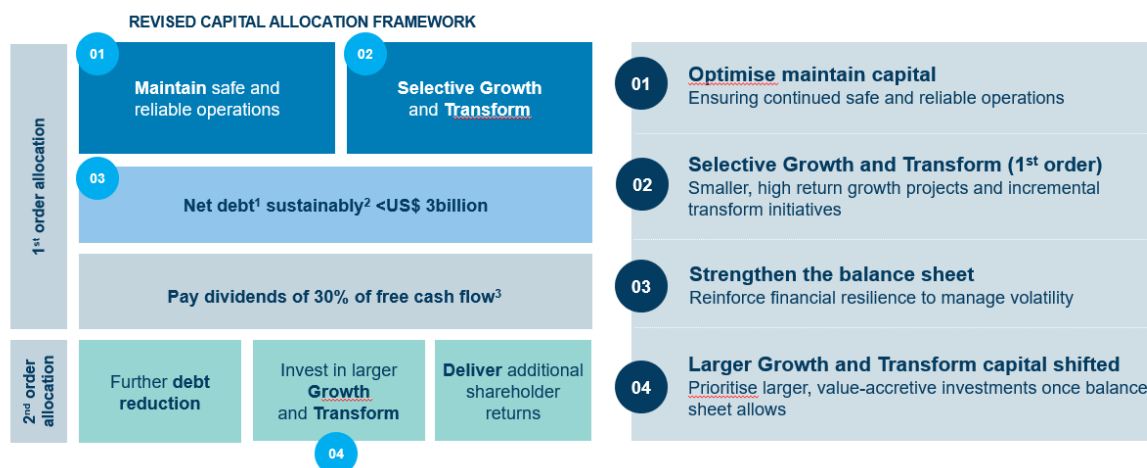 REVISED CAPITAL ALLOCATION FRAMEWORK
1st order allocation
01
Maintain safe and
reliable operations
02
Selective Growth
and Transform
03
Net debt¹ sustainably² <US$ 3billion
Pay dividends of 30% of free cash flow³
2nd order
allocation
Further debt
reduction
Invest in larger
Growth
and Transform
04
Deliver additional
shareholder
returns
01
Optimise maintain capital
Ensuring continued safe and reliable operations
02
Selective Growth and Transform (1st order)
Smaller, high return growth projects and incremental
transform initiatives
03
Strengthen the balance sheet
Reinforce financial resilience to manage volatility
04
Larger Growth and Transform capital shifted
Prioritise larger, value-accretive investments once balance
sheet allows